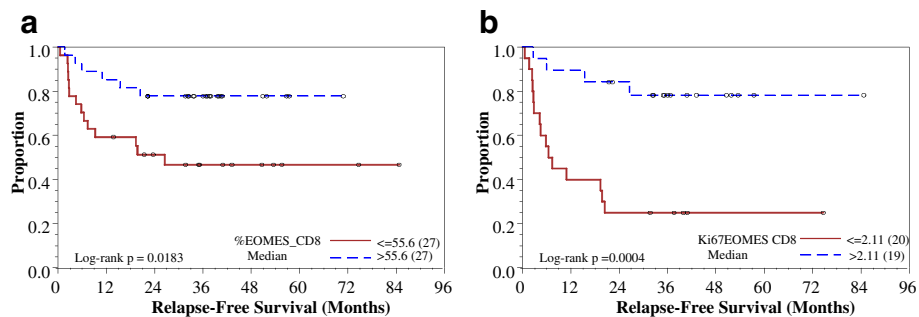 a
1.0
0.8
0.6
0.4
0.2
0.0
Proportion
%EOMES_CD8
Median
<=55.6 (27)
>55.6 (27)
Log-rank p = 0.0183
0 12 24 36 48 60 72 84 96
Relapse-Free Survival (Months)
b
1.0
0.8
0.6
0.4
0.2
0.0
Proportion
Ki67EOMES CD8
Median
<=2.11 (20)
>2.11 (19)
Log-rank p =0.0004
0 12 24 36 48 60 72 84 96
Relapse-Free Survival (Months)